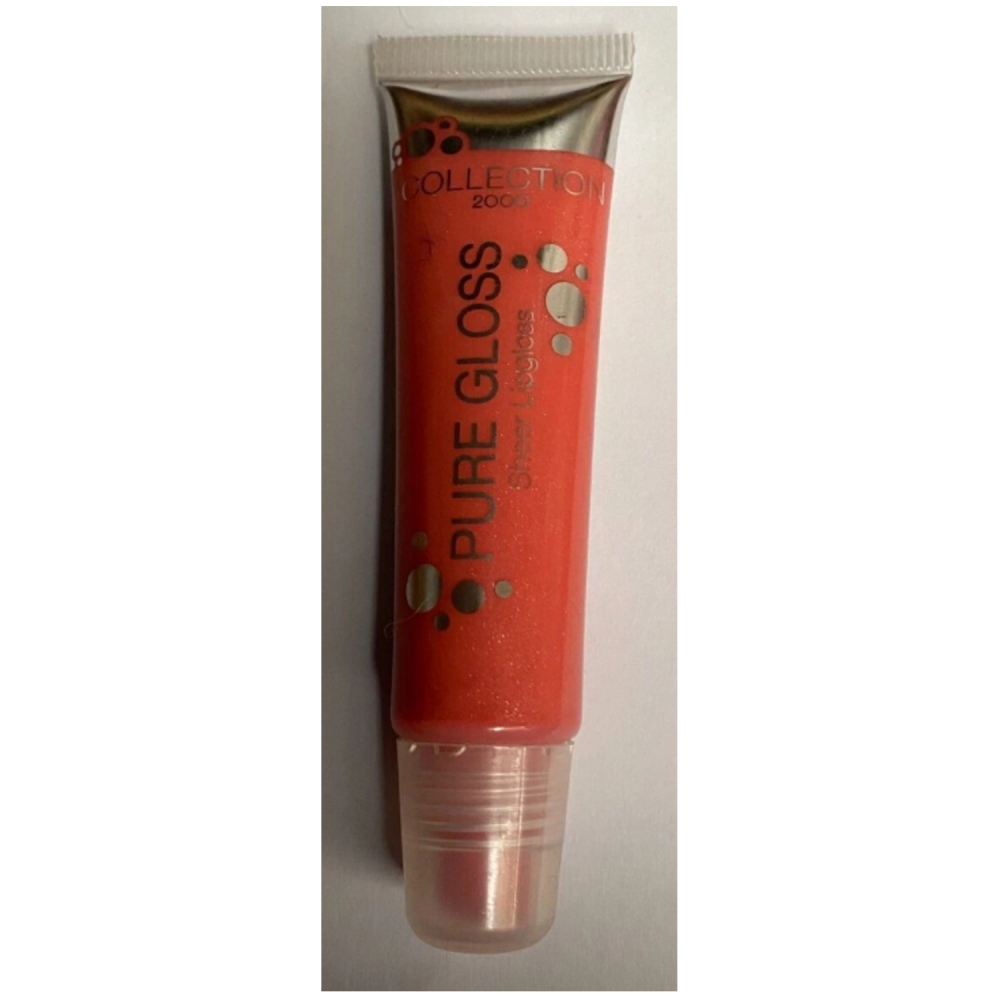 COLLECTION
2000
PURE GLOSS
Sheer Lipgloss